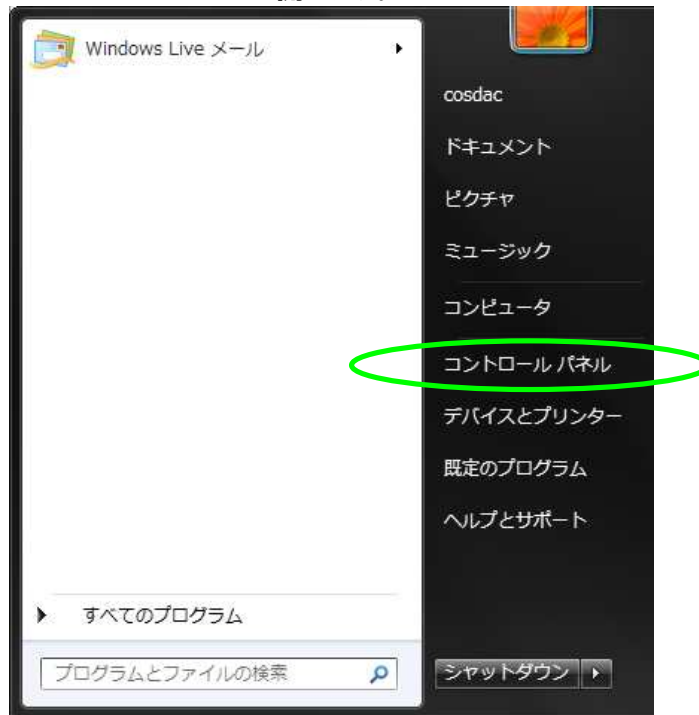 Windows Live メール
cosdac
ドキュメント
ピクチャ
ミュージック
コンピュータ
コントロール パネル
デバイスとプリンター
既定のプログラム
ヘルプとサポート
すべてのプログラム
プログラムとファイルの検索
シャットダウン